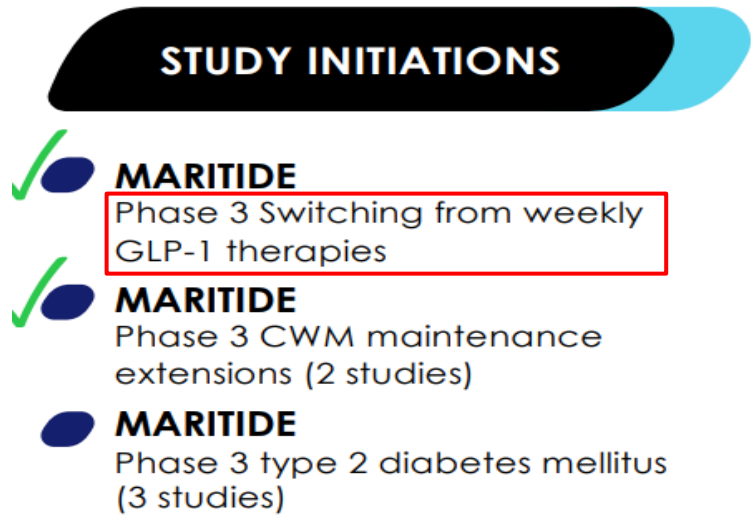 STUDY INITIATIONS
MARITIDE
Phase 3 Switching from weekly
GLP-1 therapies
MARITIDE
Phase 3 CWM maintenance
extensions (2 studies)
MARITIDE
Phase 3 type 2 diabetes mellitus
(3 studies)